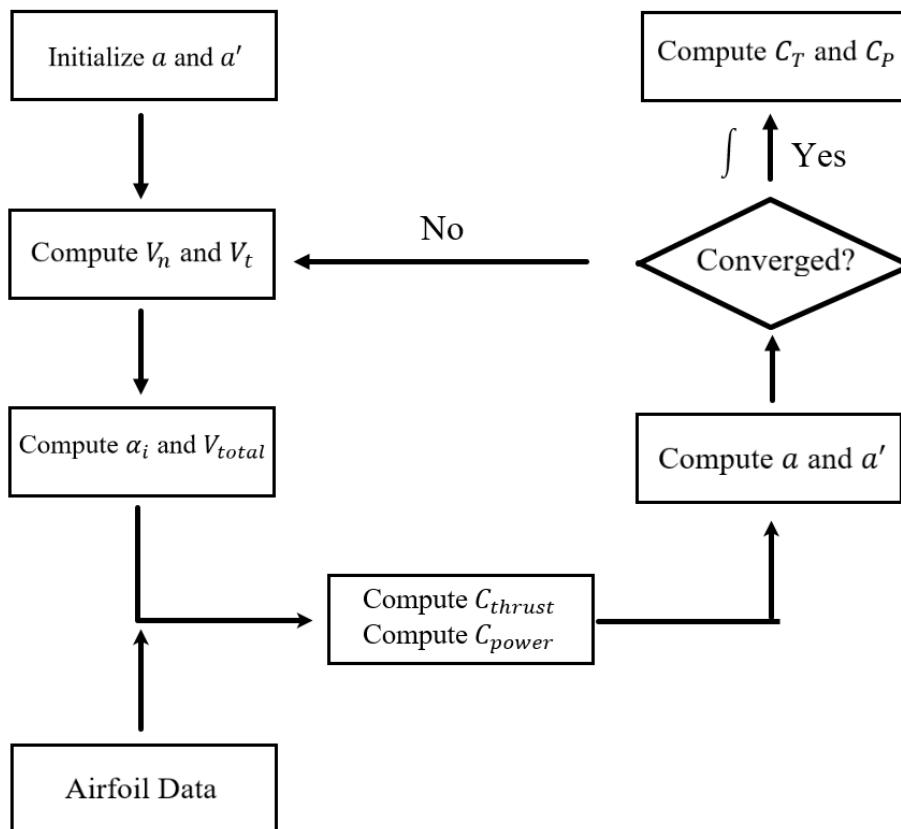 Initialize a and a′
Compute C_T and C_P
∫ Yes
No
Compute V_n and V_t
Converged?
Compute α_i and V_total
Compute a and a′
Compute C_thrust
Compute C_power
Airfoil Data